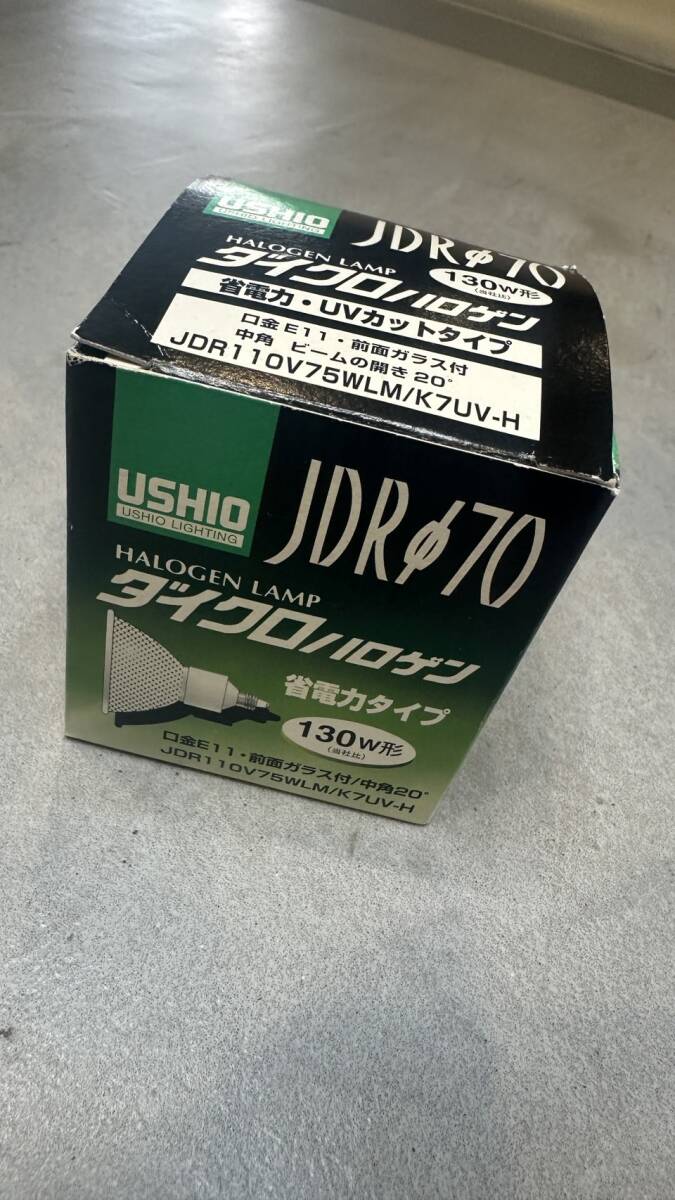 USHIO
USHIO LIGHTING
JDRφ70
HALOGEN LAMP
130W形
(当社比)
ダイクロハロゲン
省電力・UVカットタイプ
口金E11・前面ガラス付
中角 ビームの開き20°
JDR110V75WLM/K7UV-H
USHIO
USHIO LIGHTING
JDRφ70
HALOGEN LAMP
ダイクロハロゲン
省電力タイプ
130W形
(当社比)
口金E11・前面ガラス付/中角20°
JDR110V75WLM/K7UV-H